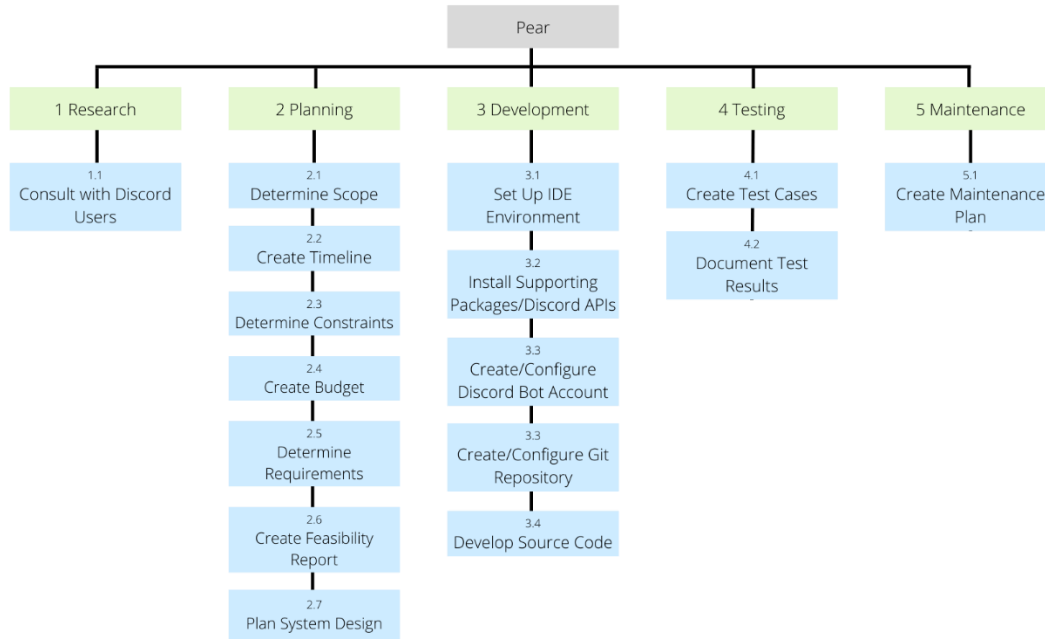 Pear
1 Research
2 Planning
3 Development
4 Testing
5 Maintenance
1.1
Consult with Discord
Users
2.1
Determine Scope
2.2
Create Timeline
2.3
Determine Constraints
2.4
Create Budget
2.5
Determine
Requirements
2.6
Create Feasibility
Report
2.7
Plan System Design
3.1
Set Up IDE
Environment
3.2
Install Supporting
Packages/Discord APIs
3.3
Create/Configure
Discord Bot Account
3.3
Create/Configure Git
Repository
3.4
Develop Source Code
4.1
Create Test Cases
4.2
Document Test
Results
5.1
Create Maintenance
Plan